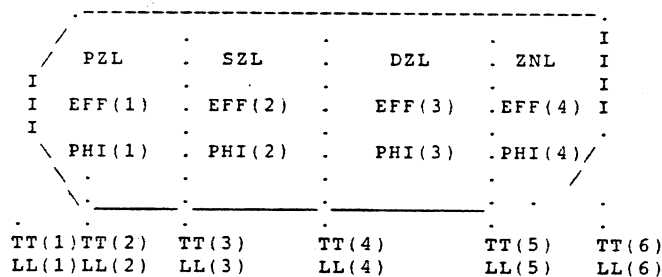 PZL SZL DZL ZNL
EFF(1) EFF(2) EFF(3) EFF(4)
PHI(1) PHI(2) PHI(3) PHI(4)
TT(1)TT(2) TT(3) TT(4) TT(5) TT(6)
LL(1)LL(2) LL(3) LL(4) LL(5) LL(6)